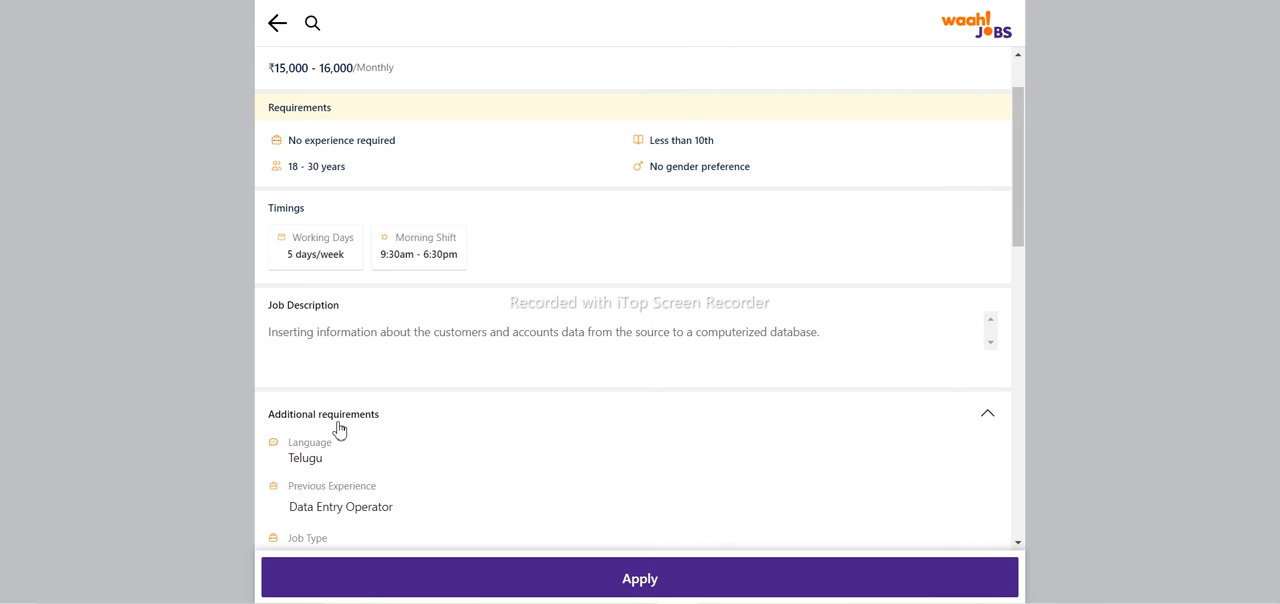 waah!
JOBS
₹15,000 - 16,000/Monthly
Requirements
No experience required
Less than 10th
18 - 30 years
No gender preference
Timings
Working Days
5 days/week
Morning Shift
9:30am - 6:30pm
Recorded with iTop Screen Recorder
Job Description
Inserting information about the customers and accounts data from the source to a computerized database.
Additional requirements
Language
Telugu
Previous Experience
Data Entry Operator
Job Type
Apply